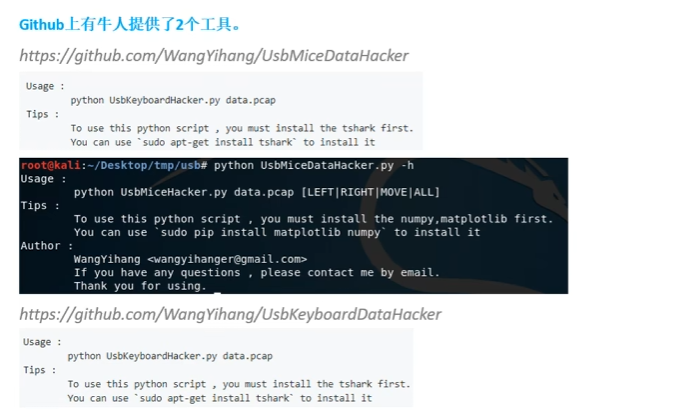 Github上有牛人提供了2个工具。
https://github.com/WangYihang/UsbMiceDataHacker
Usage :
python UsbKeyboardHacker.py data.pcap
Tips :
To use this python script , you must install the tshark first.
You can use `sudo apt-get install tshark` to install it
root@kali:~/Desktop/tmp/usb# python UsbMiceDataHacker.py -h
Usage :
python UsbMiceHacker.py data.pcap [LEFT|RIGHT|MOVE|ALL]
Tips :
To use this python script , you must install the numpy,matplotlib first.
You can use `sudo pip install matplotlib numpy` to install it
Author :
WangYihang <wangyihanger@gmail.com>
If you have any questions , please contact me by email.
Thank you for using.
https://github.com/WangYihang/UsbKeyboardDataHacker
Usage :
python UsbKeyboardHacker.py data.pcap
Tips :
To use this python script , you must install the tshark first.
You can use `sudo apt-get install tshark` to install it